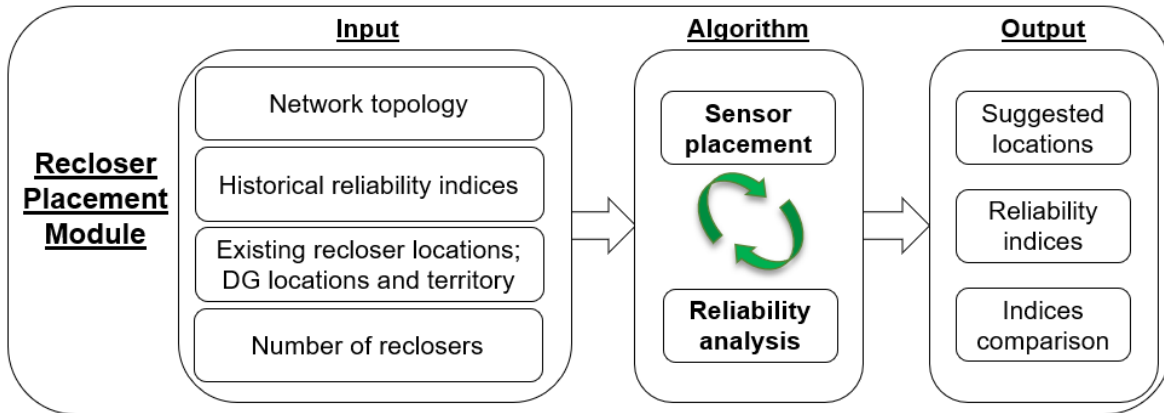 Recloser
Placement
Module
Input
Network topology
Historical reliability indices
Existing recloser locations;
DG locations and territory
Number of reclosers
Algorithm
Sensor
placement
Reliability
analysis
Output
Suggested
locations
Reliability
indices
Indices
comparison